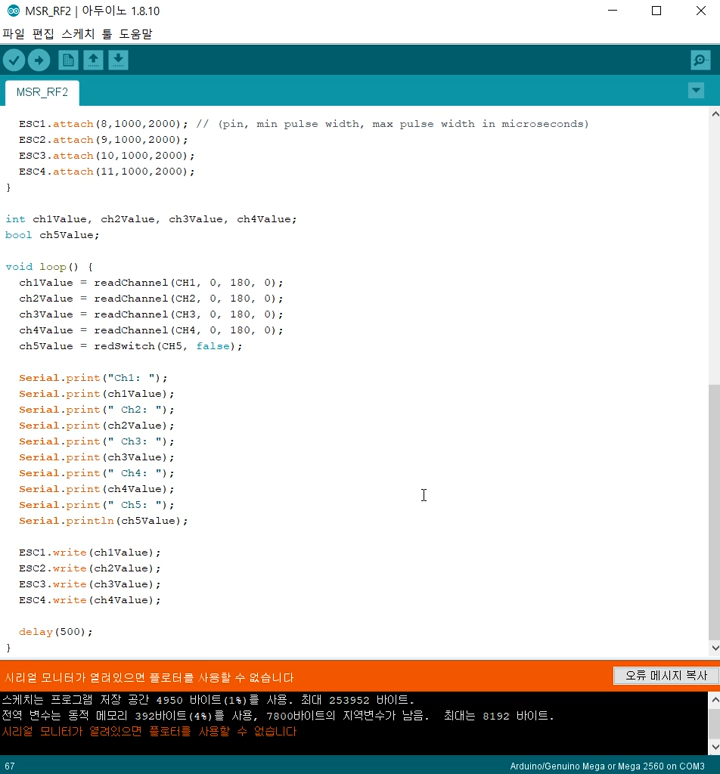 MSR_RF2 | 아두이노 1.8.10
파일 편집 스케치 툴 도움말
MSR_RF2
ESC1.attach(8,1000,2000); // (pin, min pulse width, max pulse width in microseconds)
ESC2.attach(9,1000,2000);
ESC3.attach(10,1000,2000);
ESC4.attach(11,1000,2000);
}
int ch1Value, ch2Value, ch3Value, ch4Value;
bool ch5Value;
void loop() {
ch1Value = readChannel(CH1, 0, 180, 0);
ch2Value = readChannel(CH2, 0, 180, 0);
ch3Value = readChannel(CH3, 0, 180, 0);
ch4Value = readChannel(CH4, 0, 180, 0);
ch5Value = redSwitch(CH5, false);
Serial.print("Ch1: ");
Serial.print(ch1Value);
Serial.print(" Ch2: ");
Serial.print(ch2Value);
Serial.print(" Ch3: ");
Serial.print(ch3Value);
Serial.print(" Ch4: ");
Serial.print(ch4Value);
Serial.print(" Ch5: ");
Serial.println(ch5Value);
ESC1.write(ch1Value);
ESC2.write(ch2Value);
ESC3.write(ch3Value);
ESC4.write(ch4Value);
delay(500);
}
시리얼 모니터가 열려있으면 플로터를 사용할 수 없습니다
오류 메시지 복사
스케치는 프로그램 저장 공간 4950 바이트(1%)를 사용. 최대 253952 바이트.
전역 변수는 동적 메모리 392바이트(4%)를 사용, 7800바이트의 지역변수가 남음. 최대는 8192 바이트.
시리얼 모니터가 열려있으면 플로터를 사용할 수 없습니다
67
Arduino/Genuino Mega or Mega 2560 on COM3